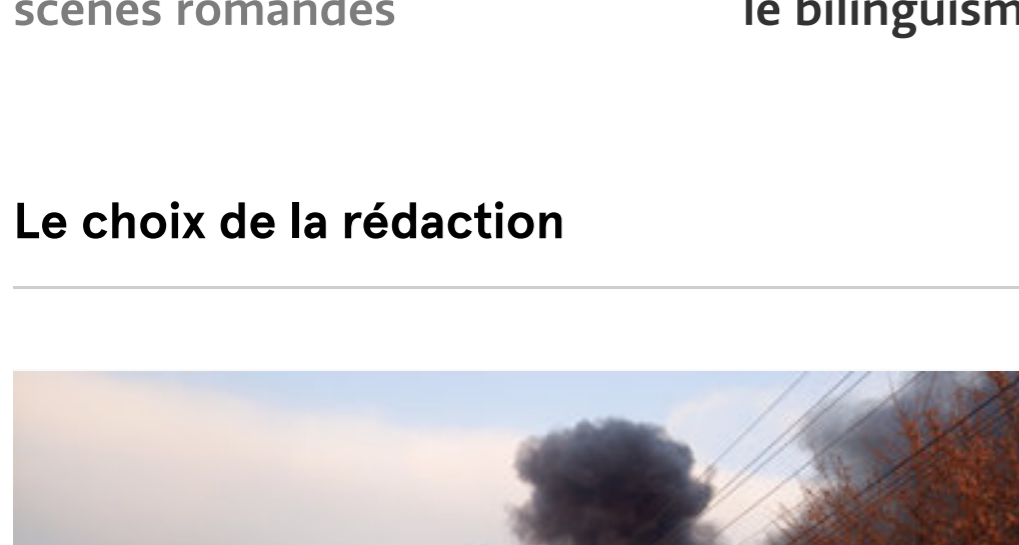 scènes romandes
le bilinguism
Le choix de la rédaction